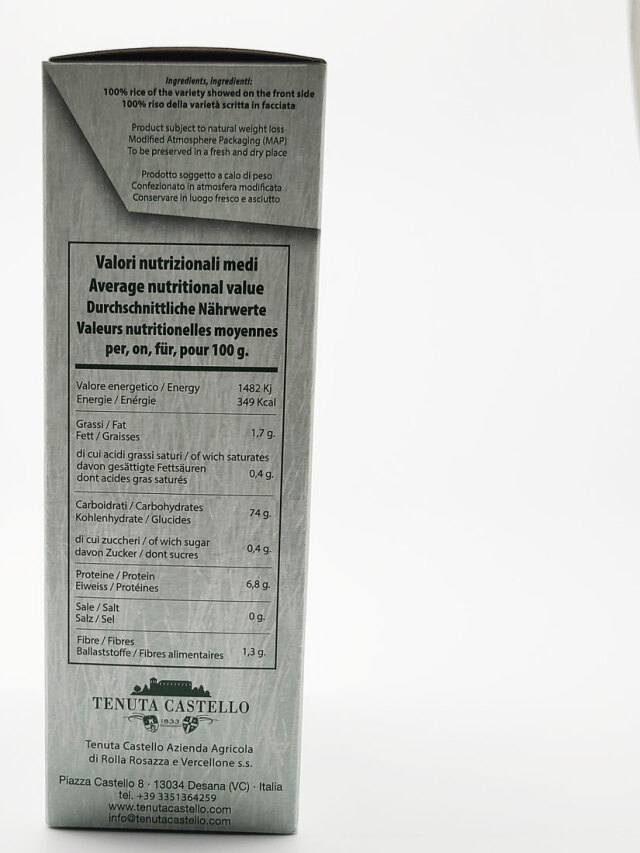 Ingredients, Ingredienti:
100% rice of the variety showed on the front side
100% riso della varietà scritta in facciata
Product subject to natural weight loss
Modified Atmosphere Packaging (MAP)
To be preserved in a fresh and dry place
Prodotto soggetto a calo di peso
Confezionato in atmosfera modificata
Conservare in luogo fresco e asciutto
Valori nutrizionali medi
Average nutritional value
Durchschnittliche Nährwerte
Valeurs nutritionelles moyennes
per, on, für, pour 100 g.
Valore energetico / Energy 1482 Kj
Energie / Enérgie 349 Kcal
Grassi / Fat
Fett / Graisses 1,7 g.
di cui acidi grassi saturi / of wich saturates
davon gesättigte Fettsäuren
dont acides gras saturés 0,4 g.
Carboidrati / Carbohydrates
Kohlenhydrate / Glucides 74 g.
di cui zuccheri / of wich sugar
davon Zucker / dont sucres 0,4 g.
Proteine / Protein
Eiweiss / Protéines 6,8 g.
Sale / Salt
Salz / Sel 0 g.
Fibre / Fibres
Ballaststoffe / Fibres alimentaires 1,3 g.
TENUTA CASTELLO
1833
Tenuta Castello Azienda Agricola
di Rolla Rosazza e Vercellone s.s.
Piazza Castello 8 · 13034 Desana (VC) · Italia
tel. +39 3351364259
www.tenutacastello.com
info@tenutacastello.com